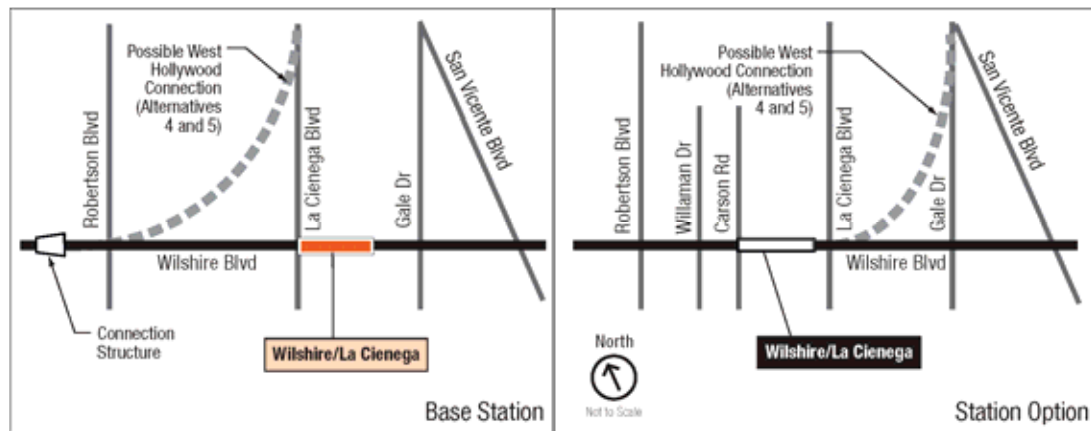 Possible West
Hollywood
Connection
(Alternatives
4 and 5)
Robertson Blvd
La Cienega Blvd
Gale Dr
San Vicente Blvd
Wilshire Blvd
Connection
Structure
Wilshire/La Cienega
Base Station
Possible West
Hollywood Connection
(Alternatives
4 and 5)
Robertson Blvd
Willaman Dr
Carson Rd
La Cienega Blvd
Gale Dr
San Vicente Blvd
Wilshire Blvd
North
Not to Scale
Wilshire/La Cienega
Station Option